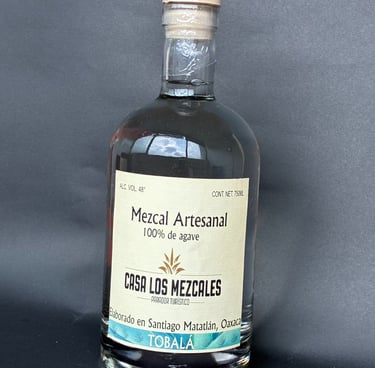 ALC. VOL. 48° CONT NET. 750ML
Mezcal Artesanal
100% de agave
CASA LOS MEZCALES
PARADOR TURÍSTICO
Elaborado en Santiago Matatlán, Oaxaca
TOBALÁ